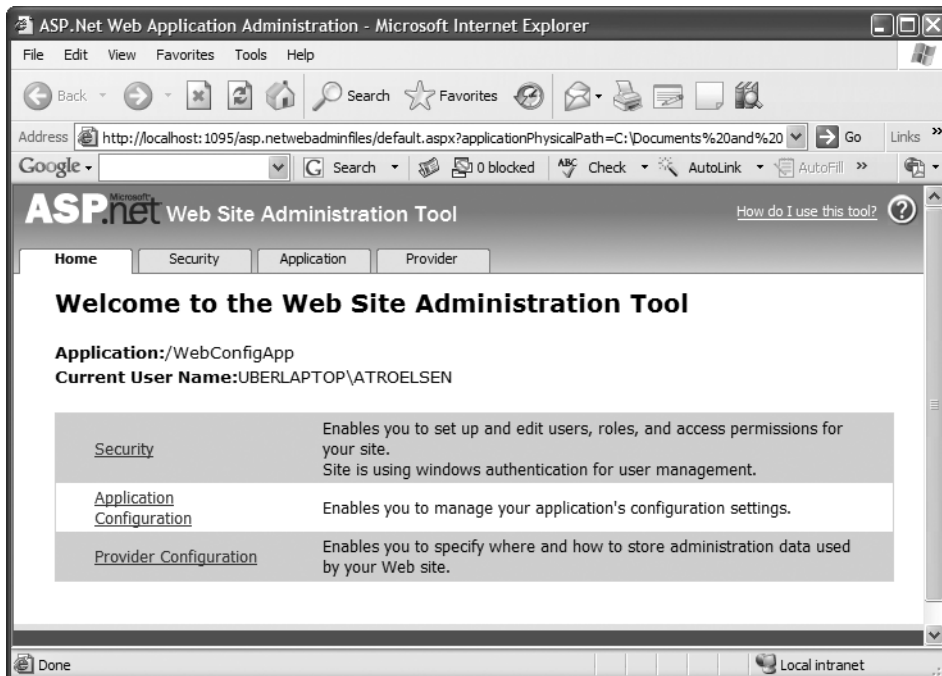 ASP.Net Web Application Administration - Microsoft Internet Explorer
File Edit View Favorites Tools Help
Back Search Favorites
Address http://localhost:1095/asp.netwebadminfiles/default.aspx?applicationPhysicalPath=C:\Documents%20and%20 Go Links »
Google Search 0 blocked ABC Check AutoLink AutoFill »
Microsoft
ASP.net Web Site Administration Tool How do I use this tool? ?
Home Security Application Provider
Welcome to the Web Site Administration Tool
Application:/WebConfigApp
Current User Name:UBERLAPTOP\ATROELSEN
Security Enables you to set up and edit users, roles, and access permissions for
your site.
Site is using windows authentication for user management.
Application
Configuration Enables you to manage your application's configuration settings.
Provider Configuration Enables you to specify where and how to store administration data used
by your Web site.
Done Local intranet